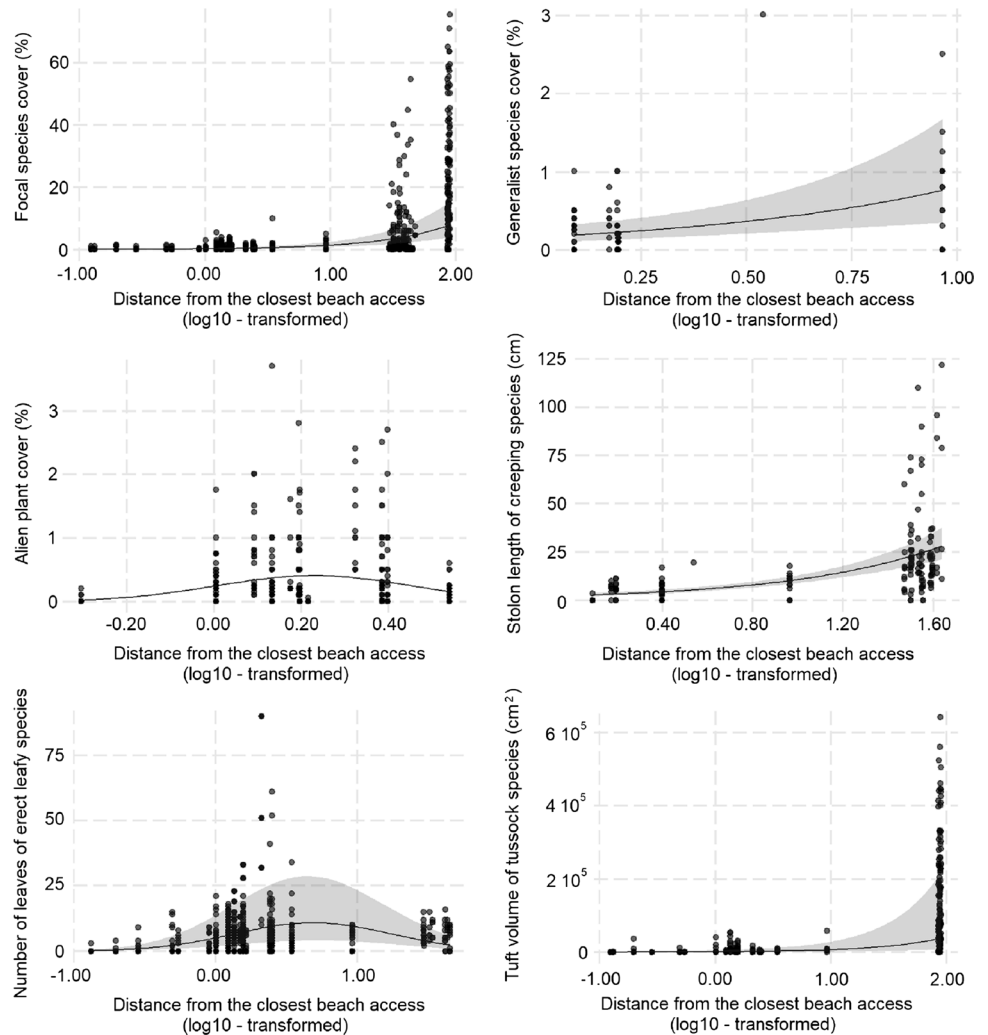 Focal species cover (%)
60
40
20
0
-1.00
0.00
1.00
2.00
Distance from the closest beach access
(log10 - transformed)
Generalist species cover (%)
3
2
1
0
0.25
0.50
0.75
1.00
Distance from the closest beach access
(log10 - transformed)
Alien plant cover (%)
3
2
1
0
-0.20
0.00
0.20
0.40
Distance from the closest beach access
(log10 - transformed)
Stolon length of creeping species (cm)
125
100
50
25
0
0.40
0.80
1.20
1.60
Distance from the closest beach access
(log10 - transformed)
Number of leaves of erect leafy species
75
50
25
0
-1.00
0.00
1.00
Distance from the closest beach access
(log10 - transformed)
Tuft volume of tussock species (cm²)
6 10⁵
4 10⁵
2 10⁵
0
-1.00
0.00
1.00
2.00
Distance from the closest beach access
(log10 - transformed)